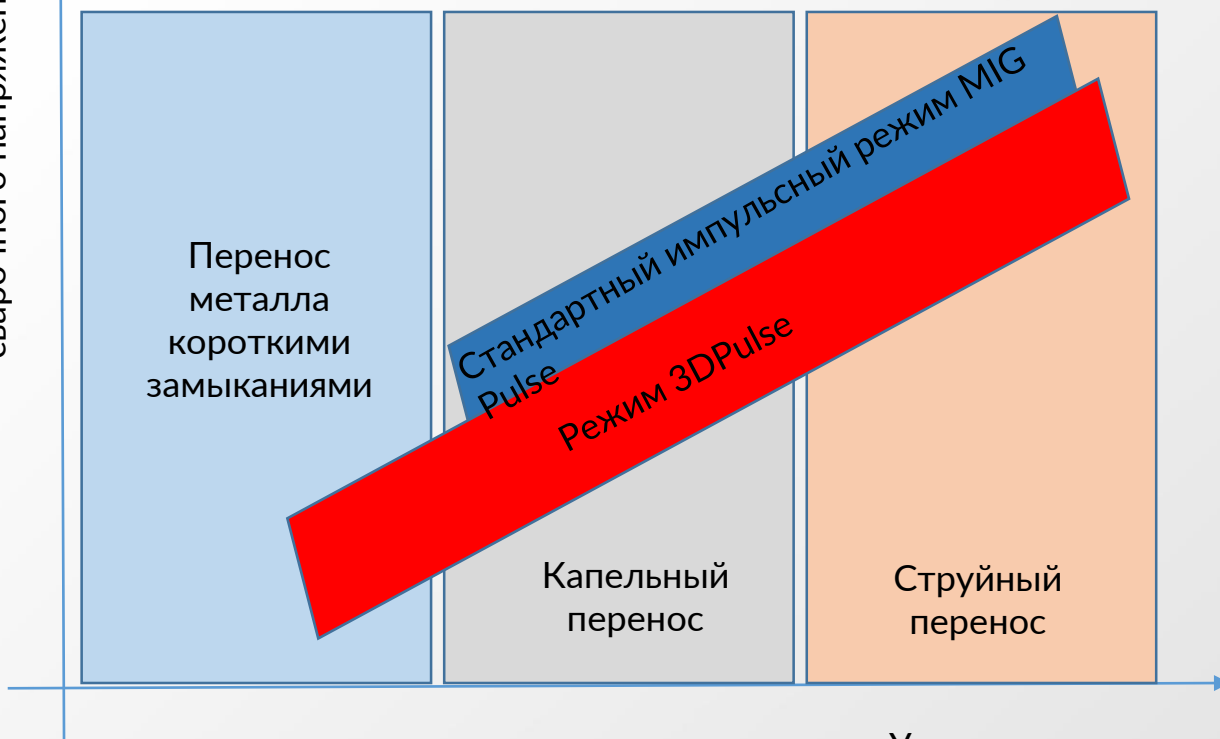 Перенос
металла
короткими
замыканиями
Стандартный импульсный режим MIG
Pulse
Режим 3DPulse
Капельный
перенос
Струйный
перенос